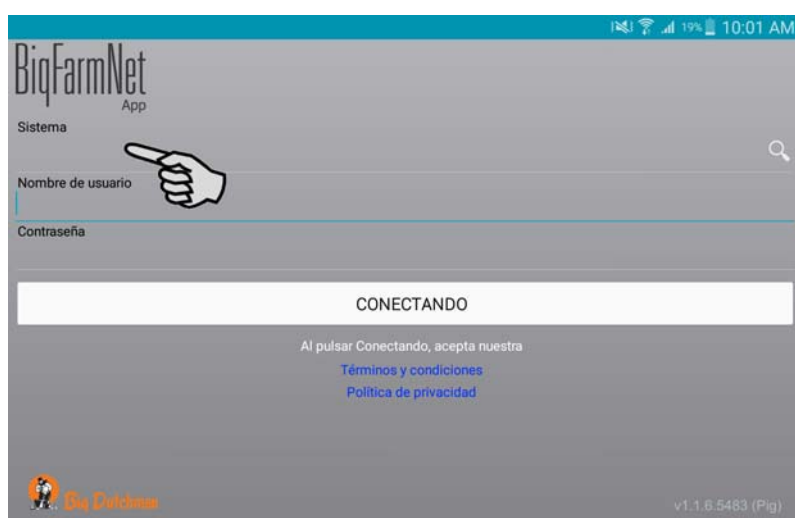 19% 10:01 AM
BigFarmNet
App
Sistema
Nombre de usuario
Contraseña
CONECTANDO
Al pulsar Conectando, acepta nuestra
Términos y condiciones
Política de privacidad
Big Dutchman
v1.1.6.5483 (Pig)